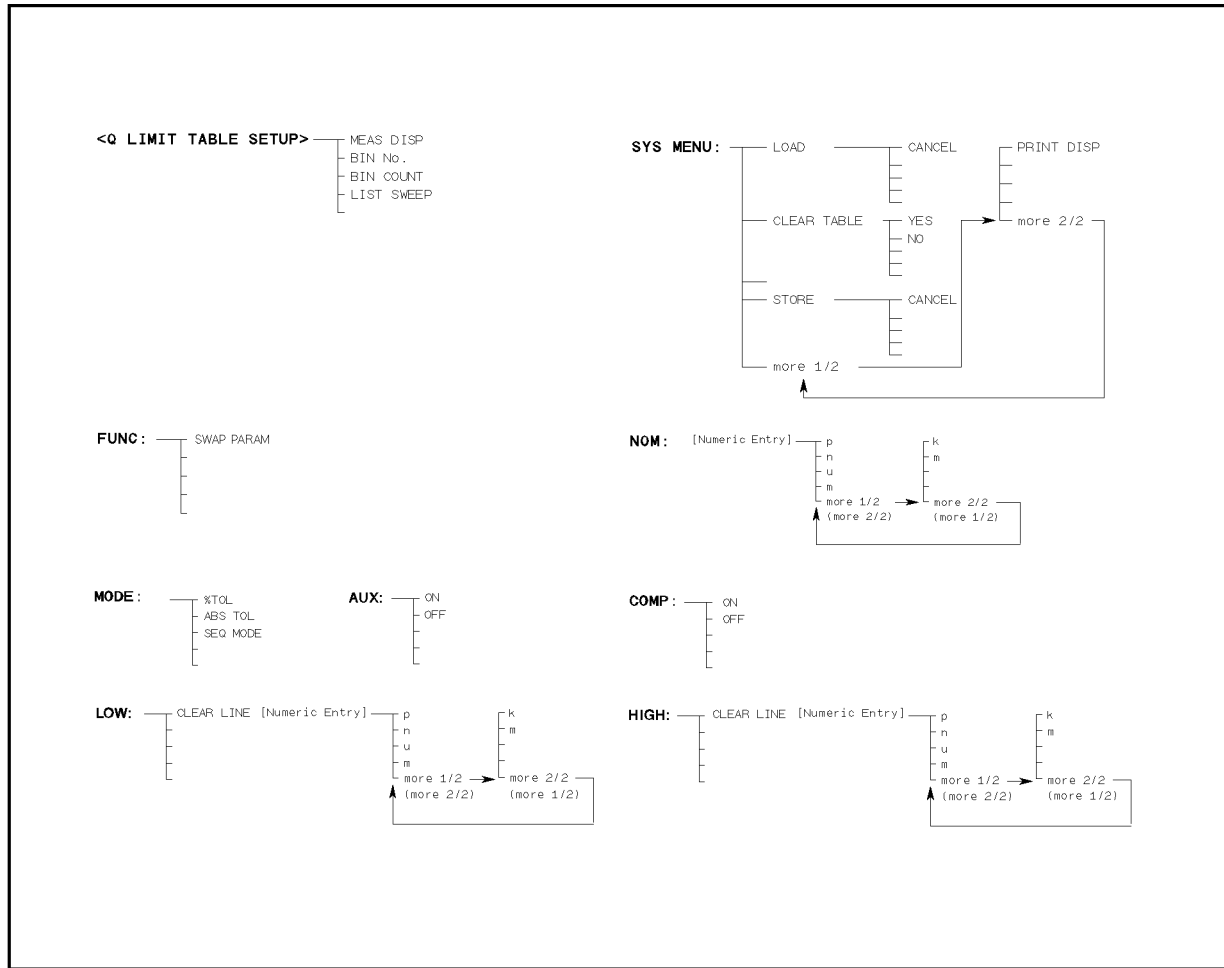 <Q LIMIT TABLE SETUP> MEAS DISP
BIN No.
BIN COUNT
LIST SWEEP
SYS MENU: LOAD CANCEL PRINT DISP
CLEAR TABLE YES more 2/2
NO
STORE CANCEL
more 1/2
FUNC: SWAP PARAM
NOM: [Numeric Entry] p k
n m
u
m
more 1/2 more 2/2
(more 2/2) (more 1/2)
MODE: %TOL
ABS TOL
SEQ MODE
AUX: ON
OFF
COMP: ON
OFF
LOW: CLEAR LINE [Numeric Entry] p k
n m
u
m
more 1/2 more 2/2
(more 2/2) (more 1/2)
HIGH: CLEAR LINE [Numeric Entry] p k
n m
u
m
more 1/2 more 2/2
(more 2/2) (more 1/2)